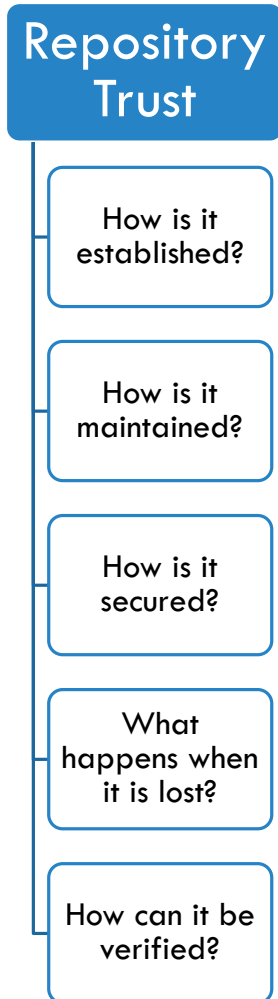 Repository
Trust
How is it
established?
How is it
maintained?
How is it
secured?
What
happens when
it is lost?
How can it be
verified?